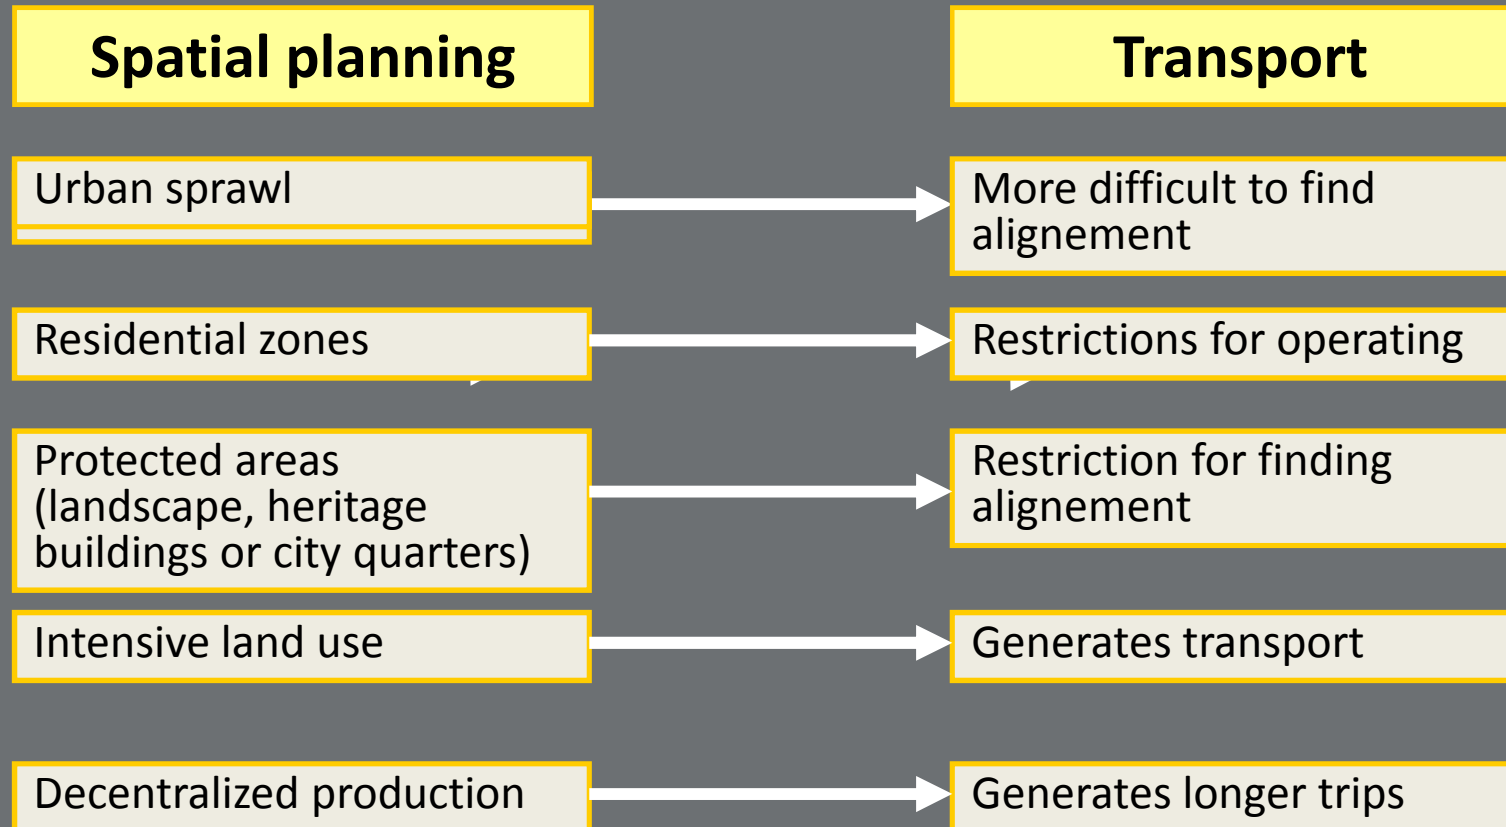 Spatial planning
Transport
Urban sprawl
More difficult to find
alignement
Residential zones
Restrictions for operating
Protected areas
(landscape, heritage
buildings or city quarters)
Restriction for finding
alignement
Intensive land use
Generates transport
Decentralized production
Generates longer trips